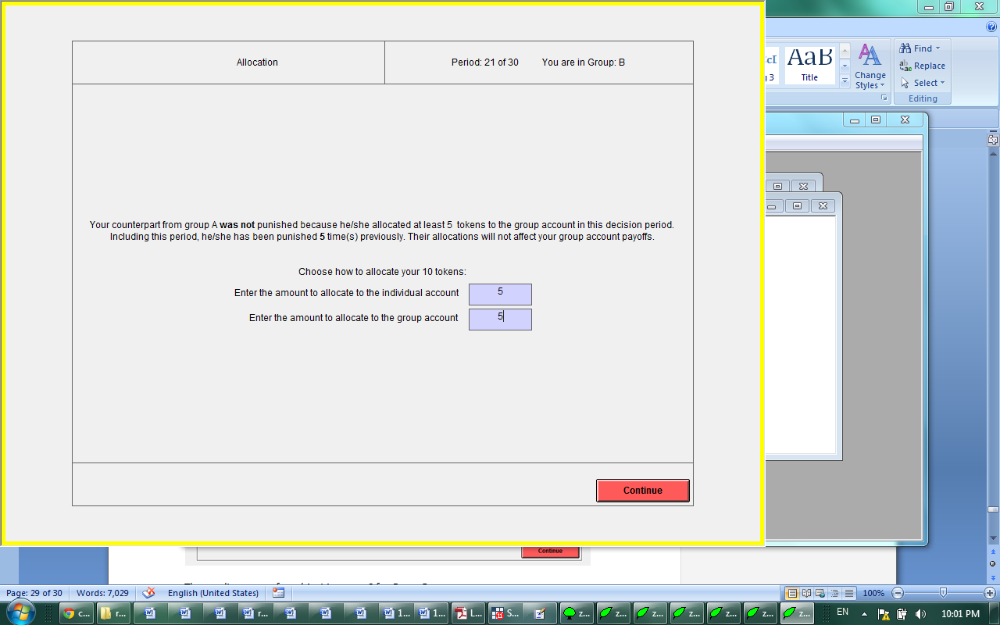 Allocation
Period: 21 of 30
You are in Group: B
Your counterpart from group A was not punished because he/she allocated at least 5 tokens to the group account in this decision period.
Including this period, he/she has been punished 5 time(s) previously. Their allocations will not affect your group account payoffs.
Choose how to allocate your 10 tokens:
Enter the amount to allocate to the individual account 5
Enter the amount to allocate to the group account 5
Continue
AaB
3 Title
Change
Styles
Find
Replace
Select
Editing
Continue
Page: 29 of 30 Words: 7,029 English (United States) 100%
c... r... r... 1... 1... L... S... z... z... z... z... z... z... z... EN 10:01 PM